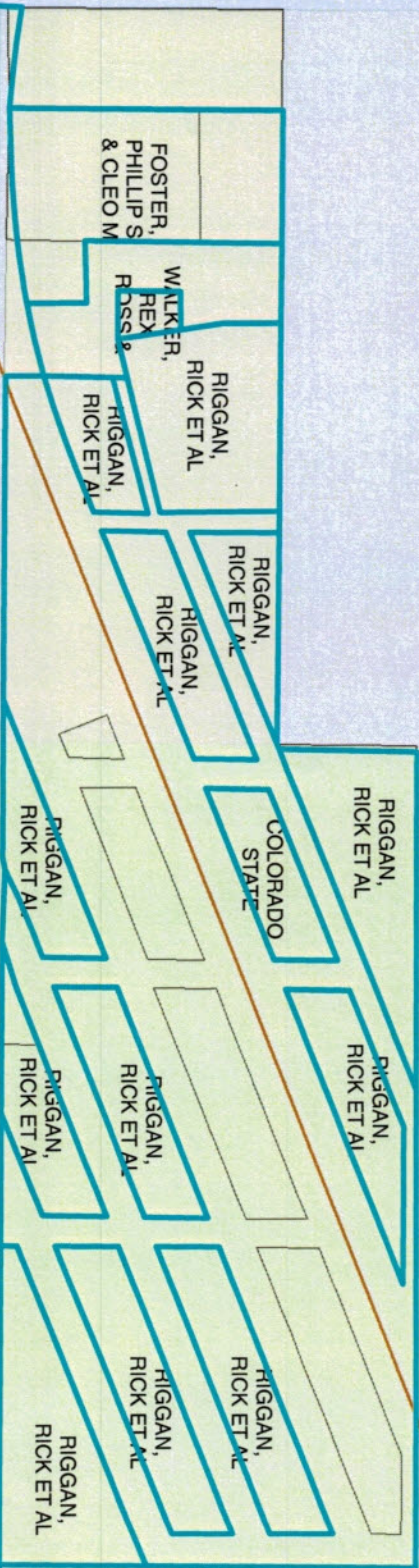 FOSTER,
PHILLIP S
& CLEO M
WALKER,
REX
ROSS &
RIGGAN,
RICK ET AL
RIGGAN,
RICK ET AL
RIGGAN,
RICK ET AL
RIGGAN,
RICK ET AL
RIGGAN,
RICK ET AL
COLORADO
STATE
RIGGAN,
RICK ET AL
RIGGAN,
RICK ET AL
RIGGAN,
RICK ET AL
RIGGAN,
RICK ET AL
RIGGAN,
RICK ET AL
RIGGAN,
RICK ET AL
RIGGAN,
RICK ET AL